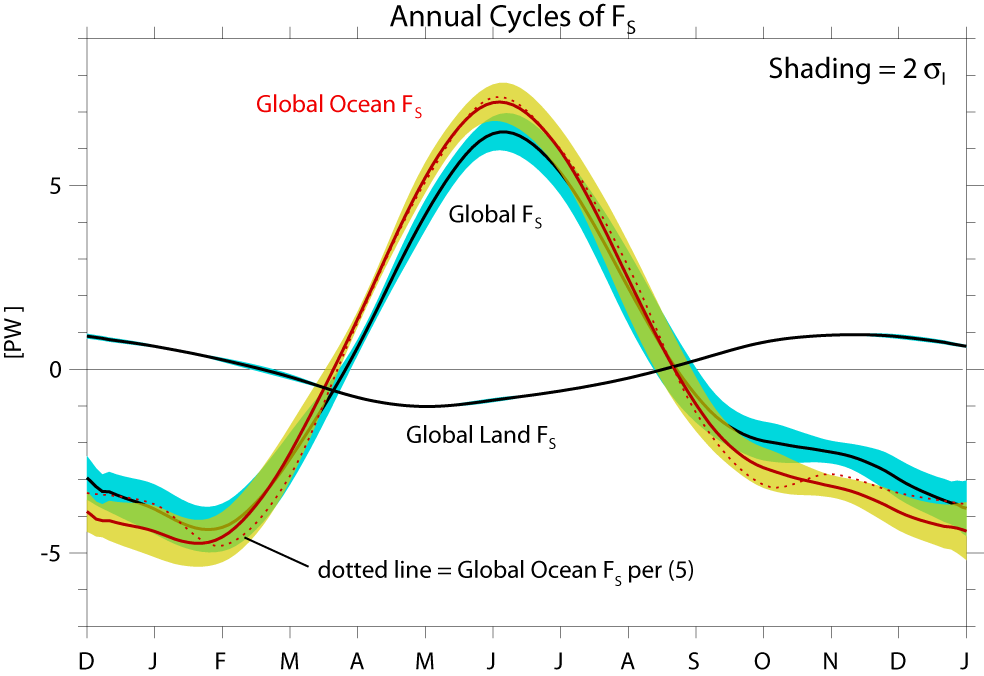 Annual Cycles of FS
Shading = 2 σI
Global Ocean FS
5
Global FS
[PW ]
0
Global Land FS
-5
dotted line = Global Ocean FS per (5)
D J F M A M J J A S O N D J